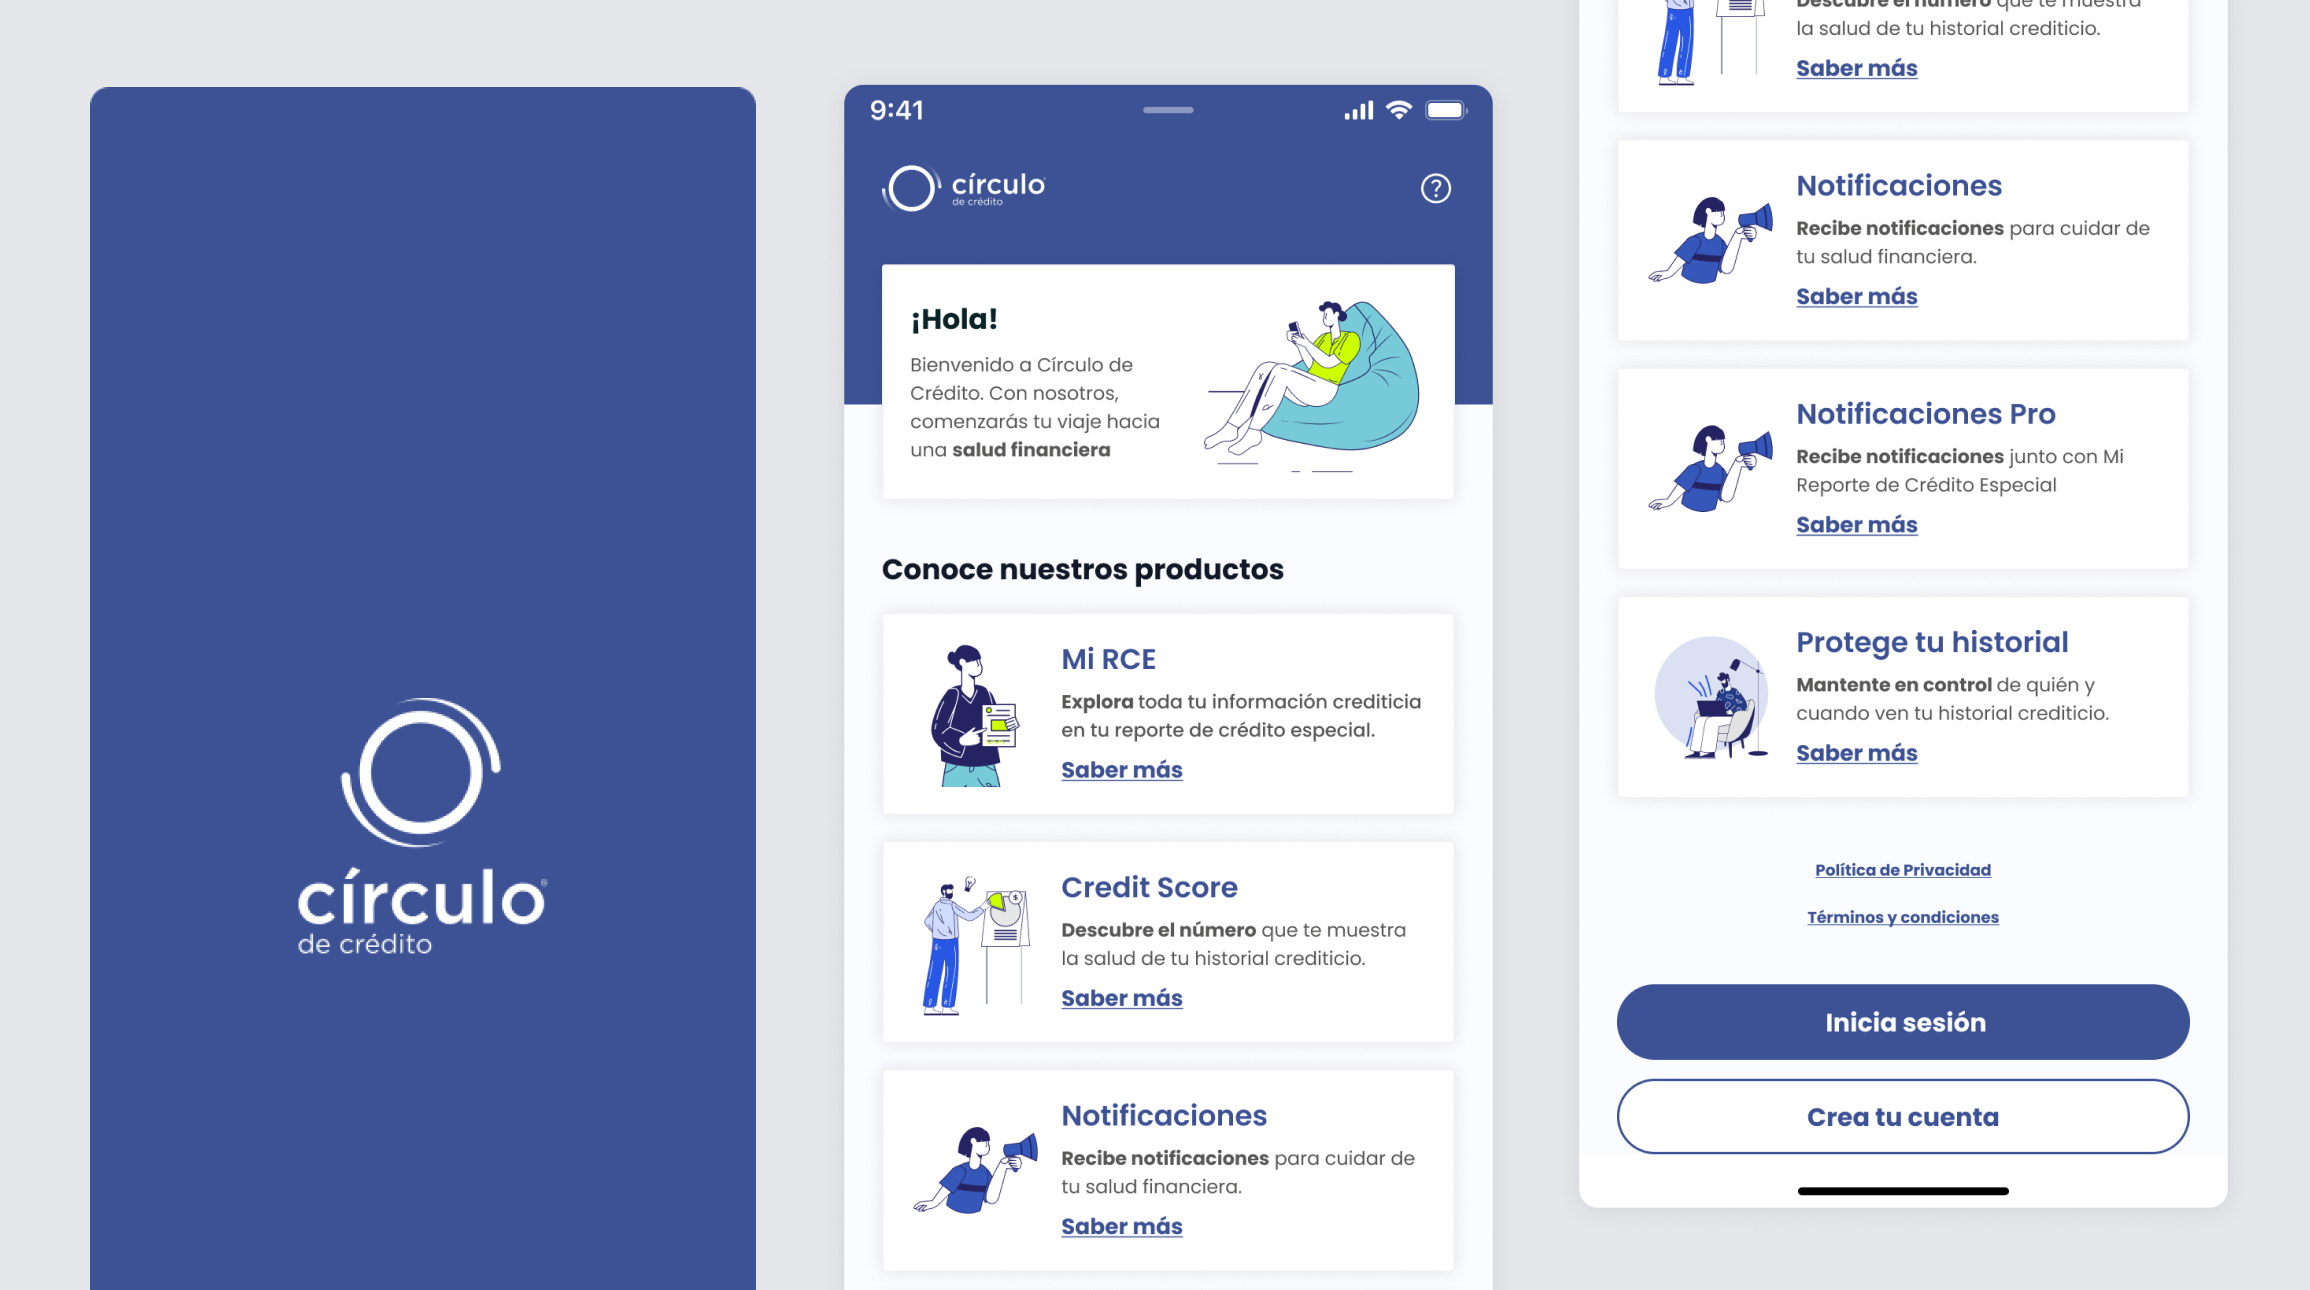 círculo
de crédito
9:41
círculo
de crédito
?
¡Hola!
Bienvenido a Círculo de
Crédito. Con nosotros,
comenzarás tu viaje hacia
una salud financiera
Conoce nuestros productos
Mi RCE
Explora toda tu información crediticia
en tu reporte de crédito especial.
Saber más
Credit Score
Descubre el número que te muestra
la salud de tu historial crediticio.
Saber más
Notificaciones
Recibe notificaciones para cuidar de
tu salud financiera.
Saber más
Descubre el número que te muestra
la salud de tu historial crediticio.
Saber más
Notificaciones
Recibe notificaciones para cuidar de
tu salud financiera.
Saber más
Notificaciones Pro
Recibe notificaciones junto con Mi
Reporte de Crédito Especial
Saber más
Protege tu historial
Mantente en control de quién y
cuando ven tu historial crediticio.
Saber más
Política de Privacidad
Términos y condiciones
Inicia sesión
Crea tu cuenta